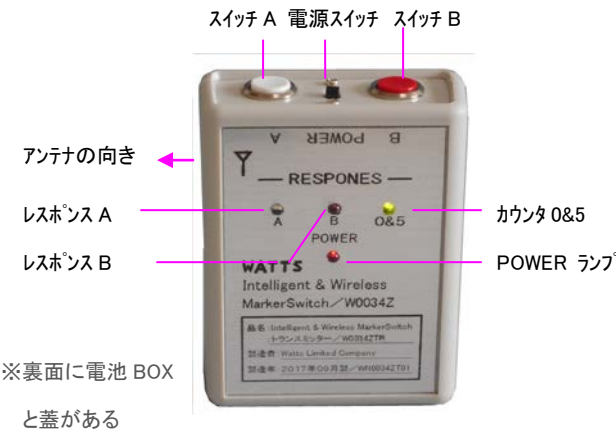 スイッチ A 電源スイッチ スイッチ B
A POWER B
アンテナの向き
RESPONES
レスポンス A
A B 0&5
カウンタ 0&5
POWER
レスポンス B
POWER ランプ
WATTS
Intelligent & Wireless
MarkerSwitch/W0034Z
品名:Intelligent & Wireless MarkerSwitch
トランスミッター/W0034ZTM
製造者:Watts Limited Company
製造年:2017年09月製/WN0034ZT01
※裏面に電池 BOX
と蓋がある